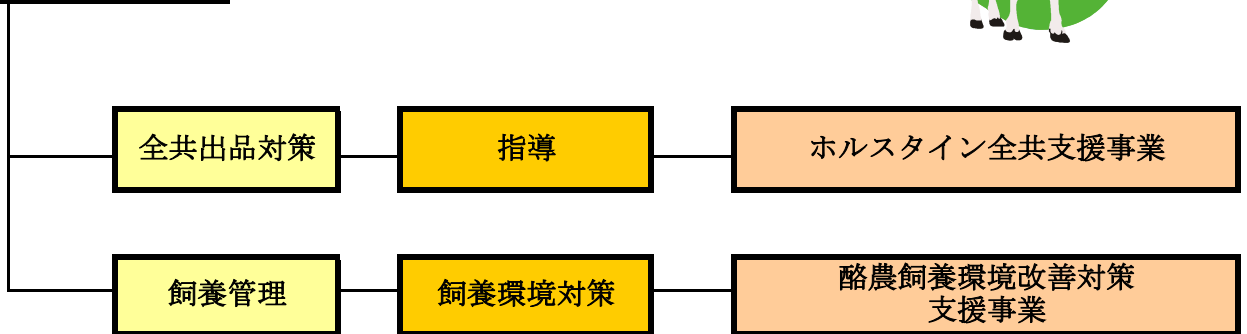 全共出品対策
指導
ホルスタイン全共支援事業
飼養管理
飼養環境対策
酪農飼養環境改善対策
支援事業